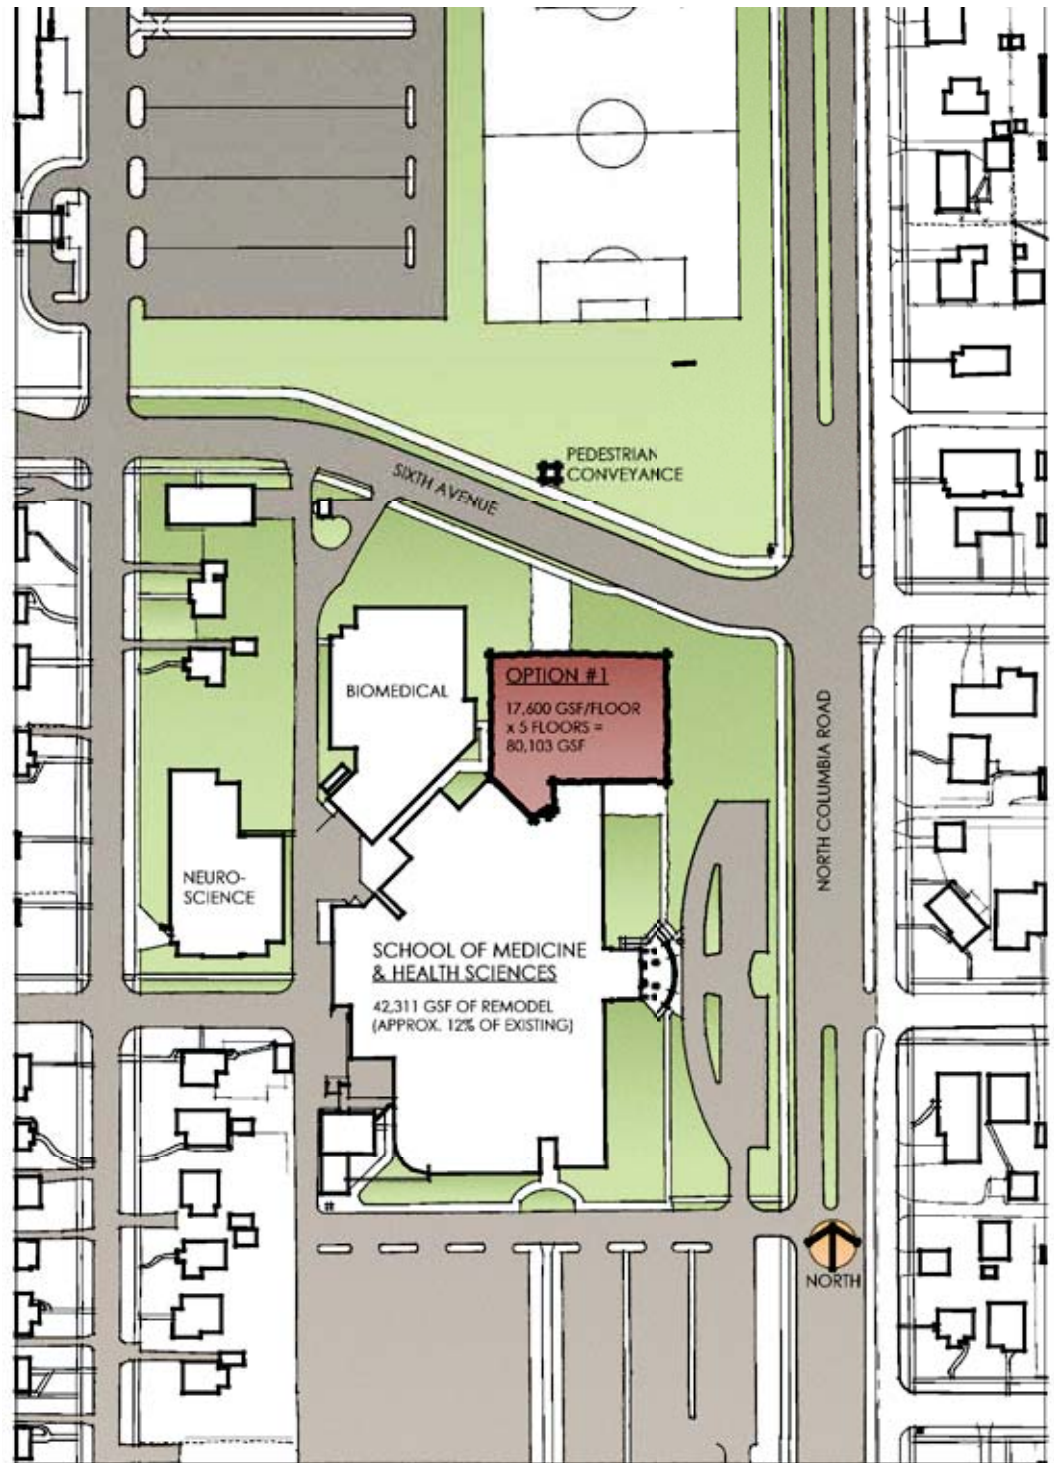 PEDESTRIAN
CONVEYANCE
SIXTH AVENUE
BIOMEDICAL
OPTION #1
17,600 GSF/FLOOR
x 5 FLOORS =
80,103 GSF
NORTH COLUMBIA ROAD
NEURO-
SCIENCE
SCHOOL OF MEDICINE
& HEALTH SCIENCES
42,311 GSF OF REMODEL
(APPROX. 12% OF EXISTING)
NORTH